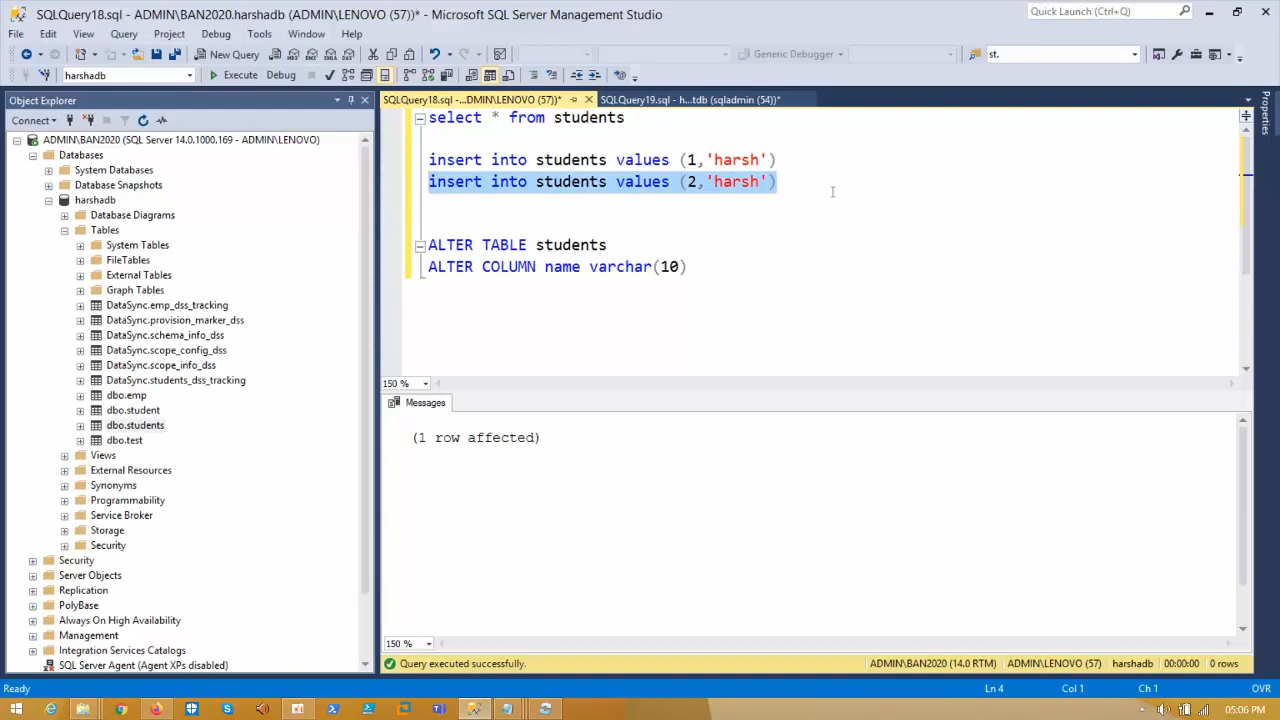 SQLQuery18.sql - ADMIN\BAN2020.harshadb (ADMIN\LENOVO (57))* - Microsoft SQL Server Management Studio
Quick Launch (Ctrl+Q)
File Edit View Query Project Debug Tools Window Help
New Query
Generic Debugger
st.
harshadb
Execute Debug
Object Explorer
SQLQuery18.sql -...DMIN\LENOVO (57))*
SQLQuery19.sql - h...tdb (sqladmin (54))*
Properties
Connect
ADMIN\BAN2020 (SQL Server 14.0.1000.169 - ADMIN\LENOVO)
Databases
System Databases
Database Snapshots
harshadb
Database Diagrams
Tables
System Tables
FileTables
External Tables
Graph Tables
DataSync.emp_dss_tracking
DataSync.provision_marker_dss
DataSync.schema_info_dss
DataSync.scope_config_dss
DataSync.scope_info_dss
DataSync.students_dss_tracking
dbo.emp
dbo.student
dbo.students
dbo.test
Views
External Resources
Synonyms
Programmability
Service Broker
Storage
Security
Security
Server Objects
Replication
PolyBase
Always On High Availability
Management
Integration Services Catalogs
SQL Server Agent (Agent XPs disabled)
select * from students
insert into students values (1,'harsh')
insert into students values (2,'harsh')
ALTER TABLE students
ALTER COLUMN name varchar(10)
150 %
Messages
(1 row affected)
150 %
Query executed successfully.
ADMIN\BAN2020 (14.0 RTM) ADMIN\LENOVO (57) harshadb 00:00:00 0 rows
Ready
Ln 4 Col 1 Ch 1 OVR
05:06 PM